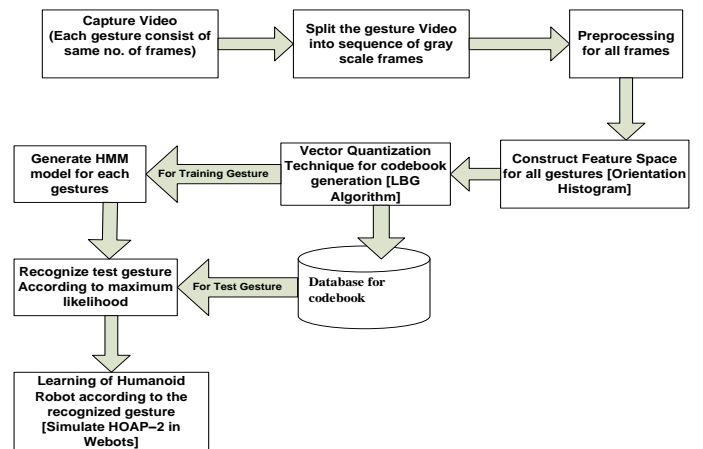 Capture Video
(Each gesture consist of
same no. of frames)
Split the gesture Video
into sequence of gray
scale frames
Preprocessing
for all frames
Generate HMM
model for each
gestures
For Training Gesture
Vector Quantization
Technique for codebook
generation [LBG
Algorithm]
Construct Feature Space
for all gestures [Orientation
Histogram]
Recognize test gesture
According to maximum
likelihood
For Test Gesture
Database for
codebook
Learning of Humanoid
Robot according to the
recognized gesture
[Simulate HOAP–2 in
Webots]